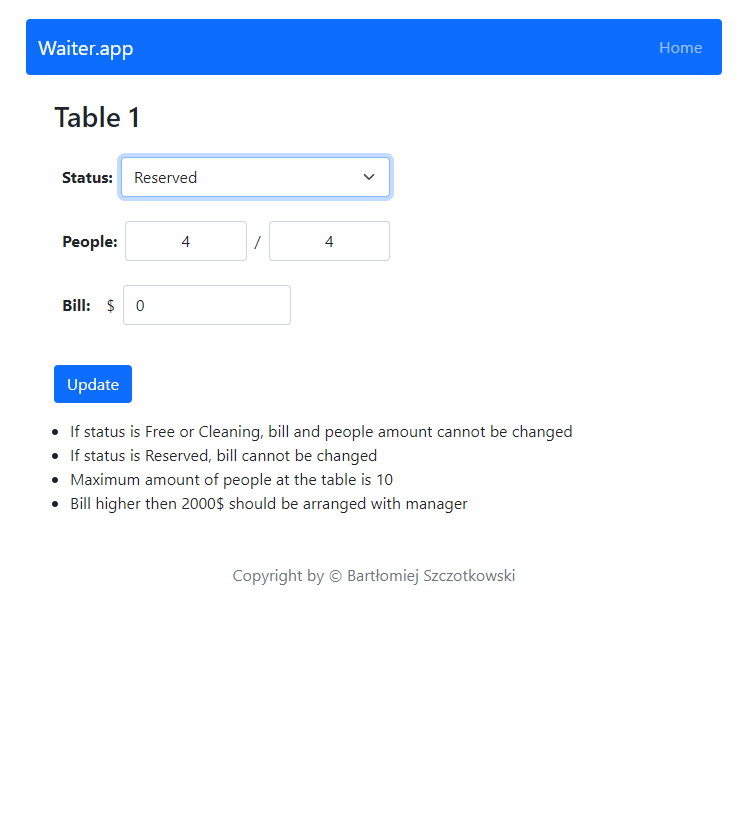 Waiter.app Home
Table 1
Status: Reserved
People: 4 / 4
Bill: $ 0
Update
If status is Free or Cleaning, bill and people amount cannot be changed
If status is Reserved, bill cannot be changed
Maximum amount of people at the table is 10
Bill higher then 2000$ should be arranged with manager
Copyright by © Bartłomiej Szczotkowski